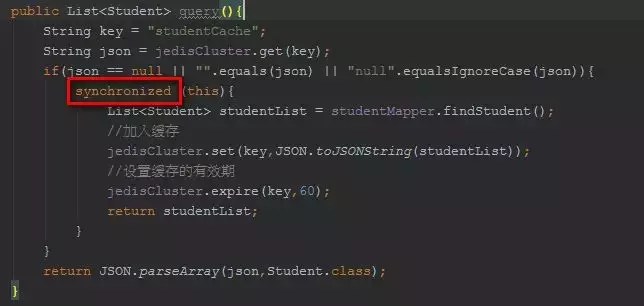 public List<Student> query(){
String key = "studentCache";
String json = jedisCluster.get(key);
if(json == null || "".equals(json) || "null".equalsIgnoreCase(json)){
synchronized (this){
List<Student> studentList = studentMapper.findStudent();
//加入缓存
jedisCluster.set(key,JSON.toJSONString(studentList));
//设置缓存的有效期
jedisCluster.expire(key,60);
return studentList;
}
}
return JSON.parseArray(json,Student.class);
}